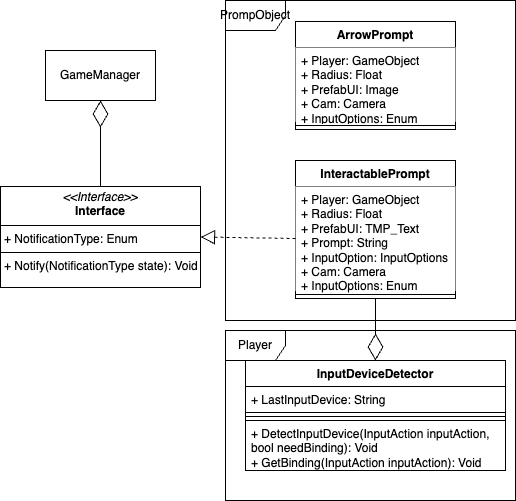 PrompObject
ArrowPrompt
+ Player: GameObject
+ Radius: Float
+ PrefabUI: Image
+ Cam: Camera
+ InputOptions: Enum
GameManager
InteractablePrompt
+ Player: GameObject
+ Radius: Float
+ PrefabUI: TMP_Text
+ Prompt: String
+ InputOption: InputOptions
+ Cam: Camera
+ InputOptions: Enum
<<Interface>>
Interface
+ NotificationType: Enum
+ Notify(NotificationType state): Void
Player
InputDeviceDetector
+ LastInputDevice: String
+ DetectInputDevice(InputAction inputAction,
bool needBinding): Void
+ GetBinding(InputAction inputAction): Void